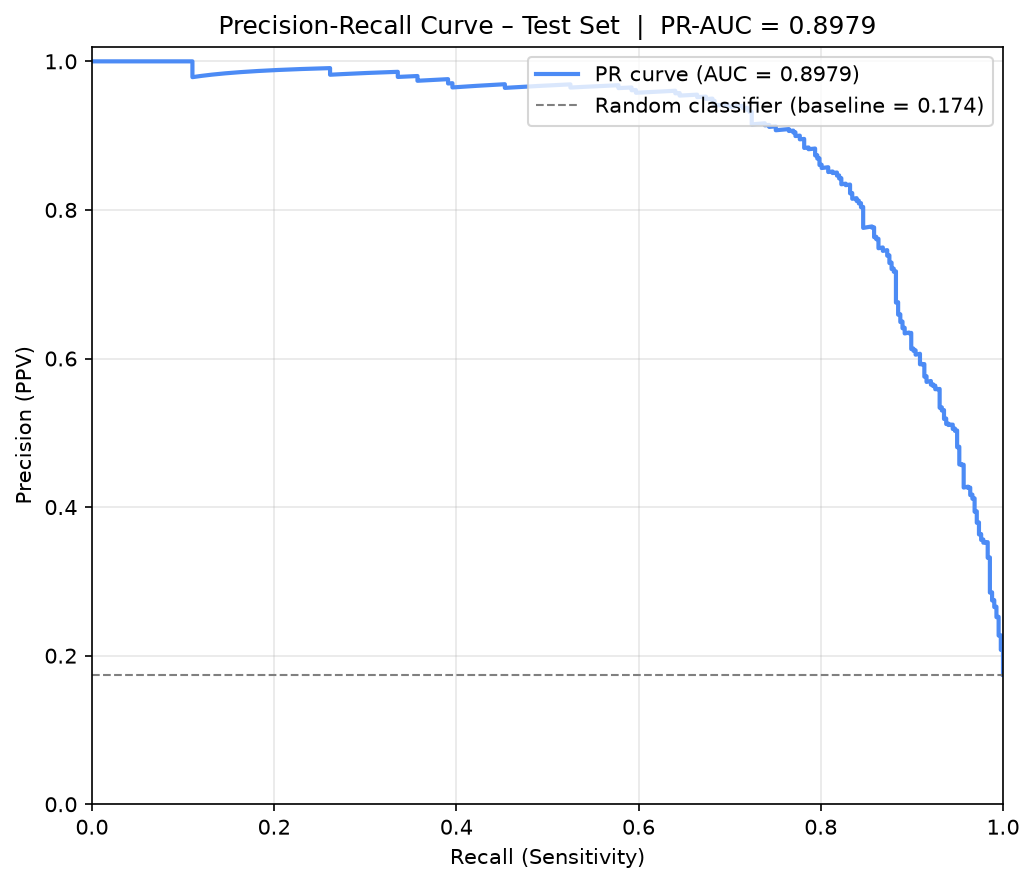 Precision-Recall Curve – Test Set | PR-AUC = 0.8979
PR curve (AUC = 0.8979)
Random classifier (baseline = 0.174)
Precision (PPV)
1.0
0.8
0.6
0.4
0.2
0.0
0.0 0.2 0.4 0.6 0.8 1.0
Recall (Sensitivity)